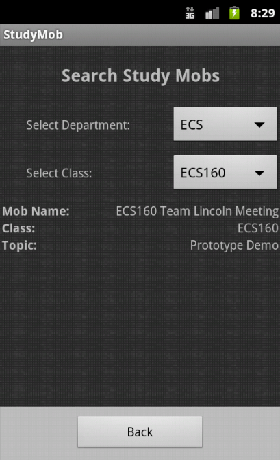 3G 8:29
StudyMob
Search Study Mobs
Select Department: ECS
Select Class: ECS160
Mob Name: ECS160 Team Lincoln Meeting
Class: ECS160
Topic: Prototype Demo
Back